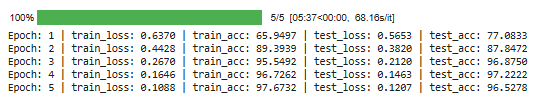 100% 5/5 [05:37<00:00, 68.16s/it]
Epoch: 1 | train_loss: 0.6370 | train_acc: 65.9497 | test_loss: 0.5653 | test_acc: 77.0833
Epoch: 2 | train_loss: 0.4428 | train_acc: 89.3939 | test_loss: 0.3820 | test_acc: 87.8472
Epoch: 3 | train_loss: 0.2670 | train_acc: 95.5492 | test_loss: 0.2120 | test_acc: 96.8750
Epoch: 4 | train_loss: 0.1646 | train_acc: 96.7262 | test_loss: 0.1463 | test_acc: 97.2222
Epoch: 5 | train_loss: 0.1088 | train_acc: 97.6732 | test_loss: 0.1207 | test_acc: 96.5278